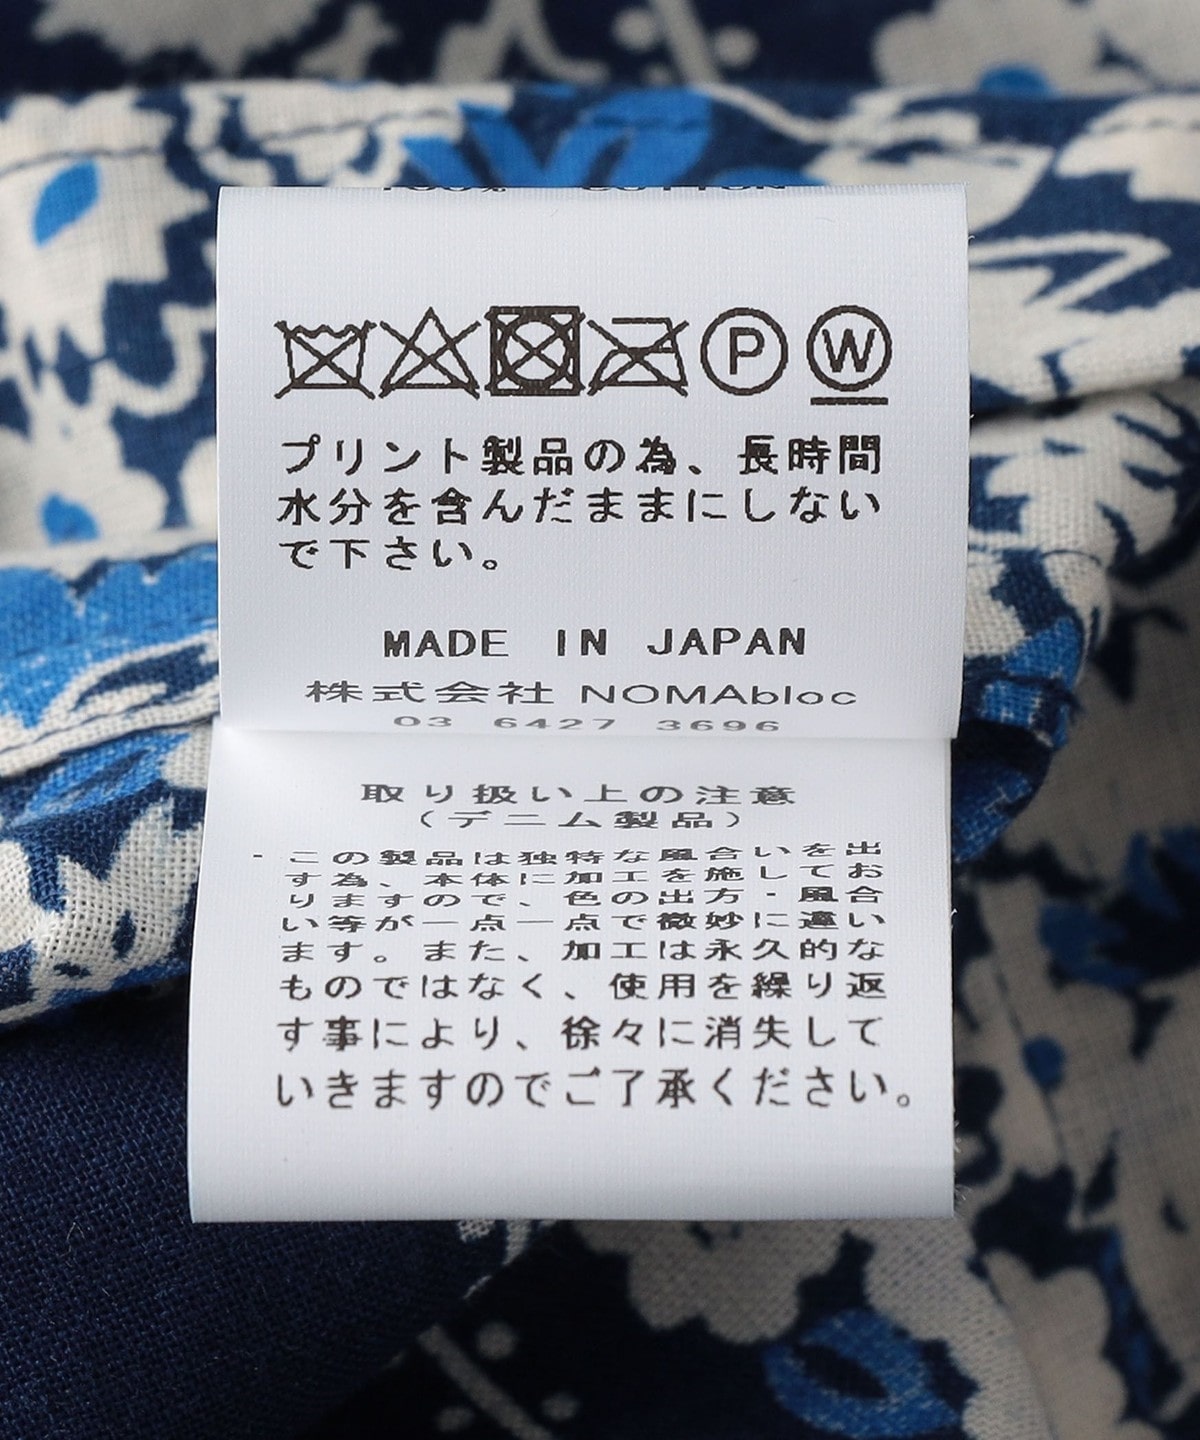 100% COTTON
P W
プリント製品の為、長時間
水分を含んだままにしない
で下さい。
MADE IN JAPAN
株式会社 NOMAbloc
03 6427 3696
取り扱い上の注意
(デニム製品)
・この製品は独特な風合いを出
す為、本体に加工を施してお
りますので、色の出方・風合
い等が一点一点で微妙に違い
ます。また、加工は永久的な
ものではなく、使用を繰り返
す事により、徐々に消失して
いきますのでご了承ください。